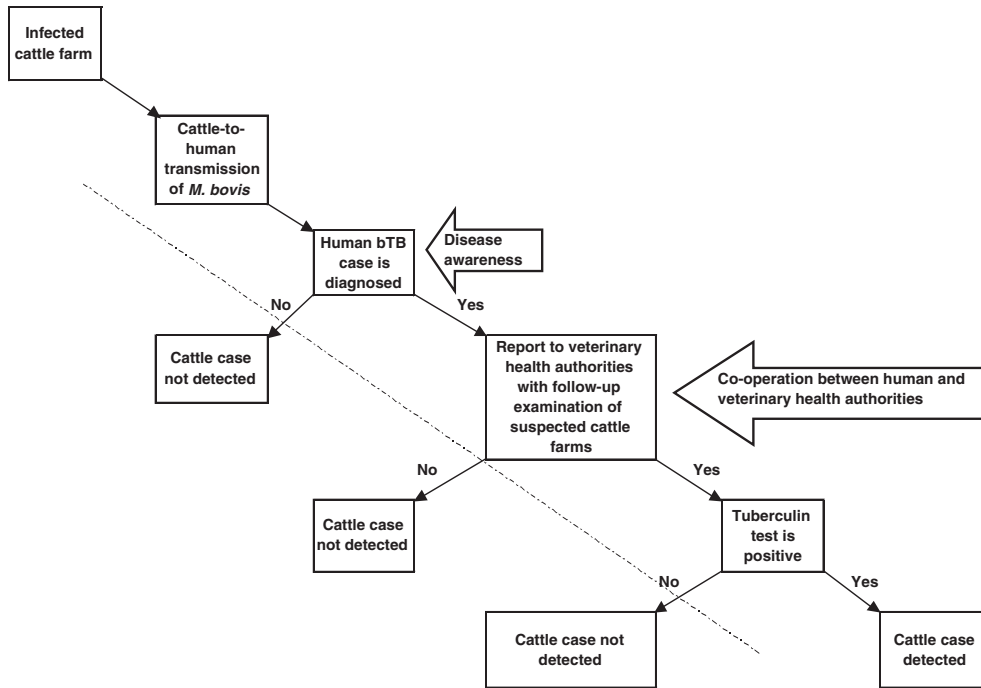 Infected
cattle farm
Cattle-to-
human
transmission
of M. bovis
Human bTB
case is
diagnosed
Disease
awareness
No
Yes
Cattle case
not detected
Report to veterinary
health authorities
with follow-up
examination of
suspected cattle
farms
Co-operation between human and
veterinary health authorities
No
Yes
Cattle case
not detected
Tuberculin
test is
positive
No
Yes
Cattle case not
detected
Cattle case
detected